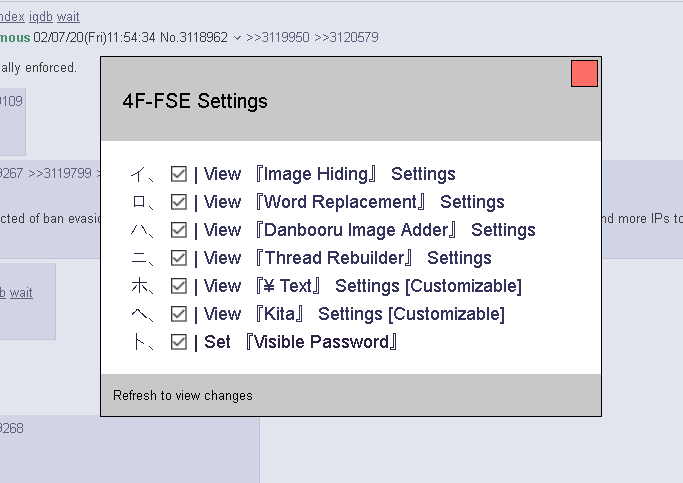 ndex iqdb wait
mous 02/07/20(Fri)11:54:34 No.3118962 >>3119950 >>3120579
ally enforced.
109
4F-FSE Settings
イ、 | View 『Image Hiding』 Settings
ロ、 | View 『Word Replacement』 Settings
9267 >>3119799 >
cted of ban evasio
nd more IPs to
ハ、 | View 『Danbooru Image Adder』 Settings
ニ、 | View 『Thread Rebuilder』 Settings
ホ、 | View 『¥ Text』 Settings [Customizable]
b wait
ヘ、 | View 『Kita』 Settings [Customizable]
ト、 | Set 『Visible Password』
Refresh to view changes
9268